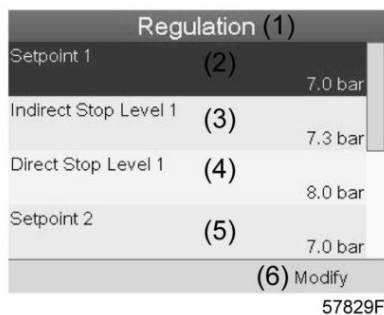 Regulation (1)
Setpoint 1
(2)
7.0 bar
Indirect Stop Level 1
(3)
7.3 bar
Direct Stop Level 1
(4)
8.0 bar
Setpoint 2
(5)
7.0 bar
(6) Modify
57829F